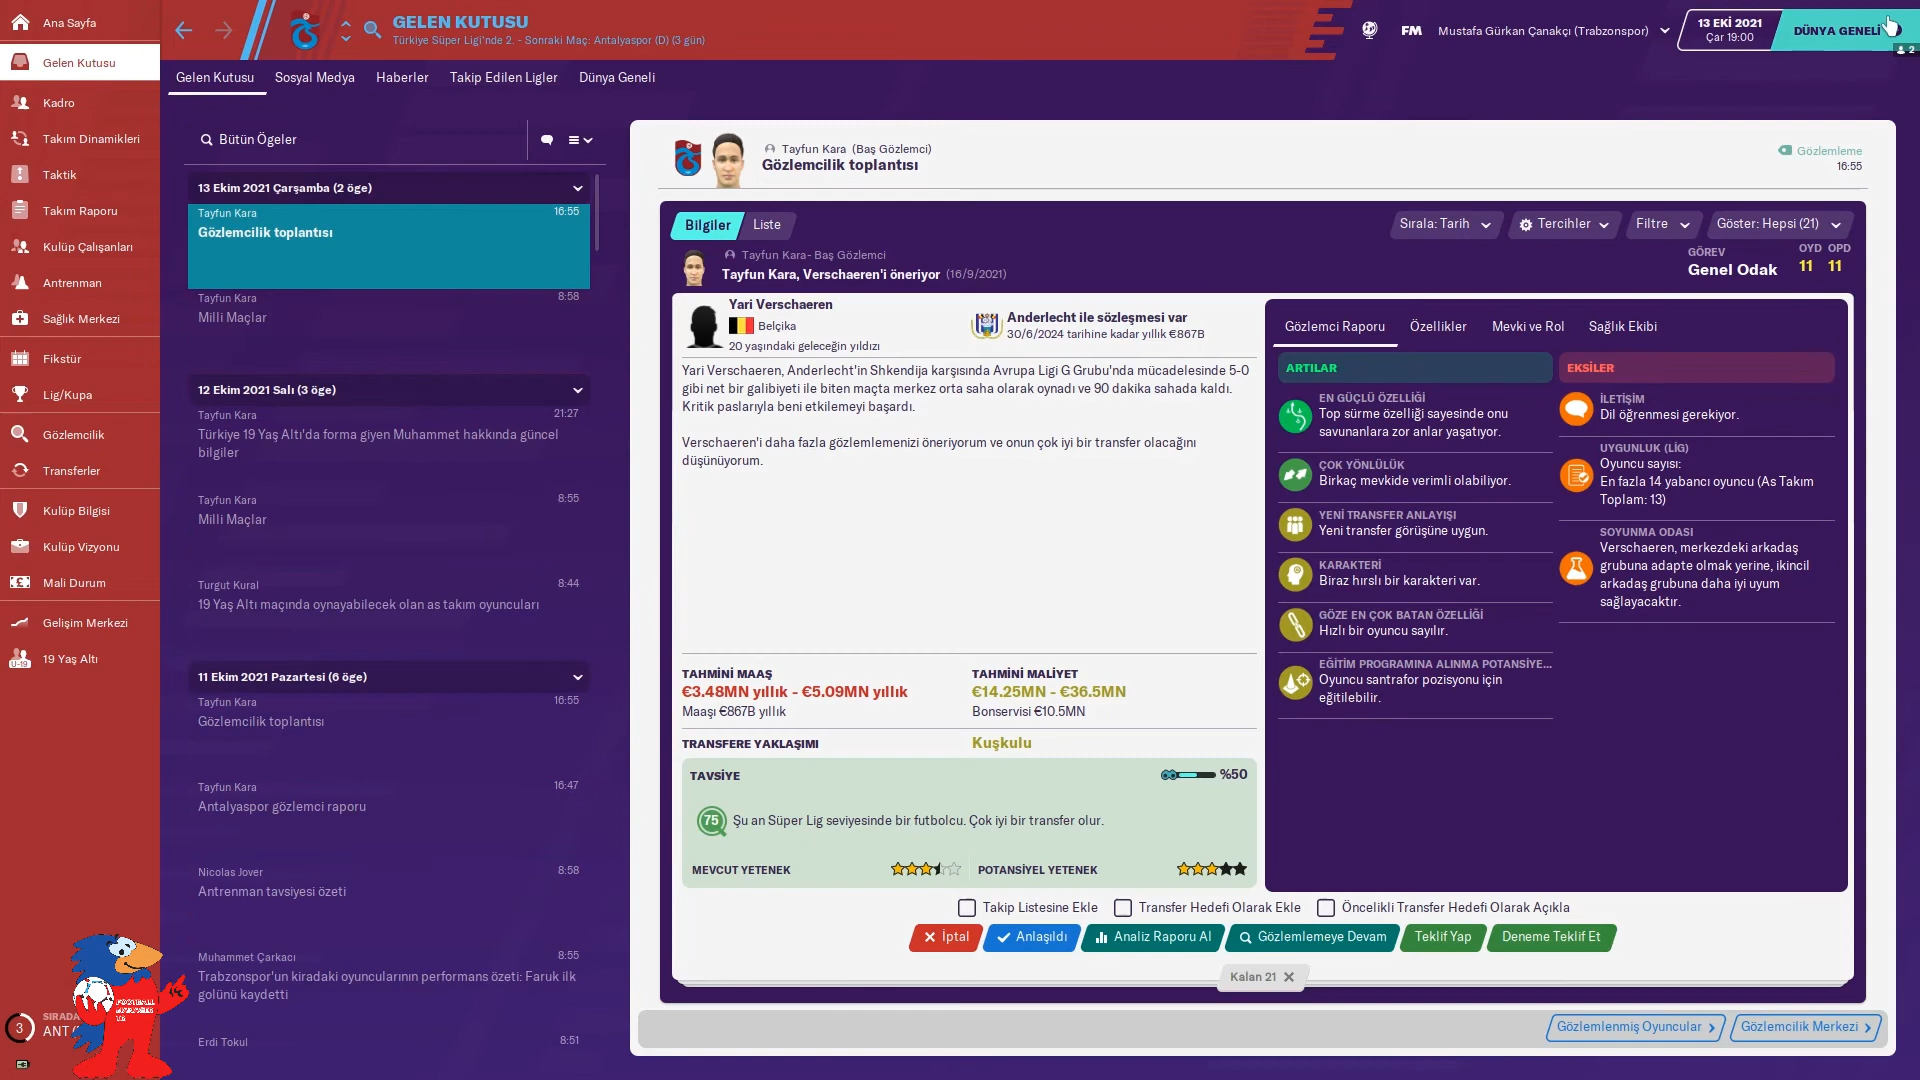 Ana Sayfa
Gelen Kutusu
Kadro
Takım Dinamikleri
Taktik
Takım Raporu
Kulüp Çalışanları
Antrenman
Sağlık Merkezi
Fikstür
Lig/Kupa
Gözlemcilik
Transferler
Kulüp Bilgisi
Kulüp Vizyonu
Mali Durum
Gelişim Merkezi
U-19
19 Yaş Altı
3
SIRADA
ANT
GELEN KUTUSU
Türkiye Süper Ligi'nde 2. - Sonraki Maç: Antalyaspor (D) (3 gün)
FM
Mustafa Gürkan Çanakçı (Trabzonspor)
13 EKİ 2021
Çar 19:00
DÜNYA GENELİ
2
Gelen Kutusu
Sosyal Medya
Haberler
Takip Edilen Ligler
Dünya Geneli
Bütün Ögeler
13 Ekim 2021 Çarşamba (2 öge)
Tayfun Kara 16:55
Gözlemcilik toplantısı
Tayfun Kara 8:58
Milli Maçlar
12 Ekim 2021 Salı (3 öge)
Tayfun Kara 21:27
Türkiye 19 Yaş Altı'da forma giyen Muhammet hakkında güncel
bilgiler
Tayfun Kara 8:55
Milli Maçlar
Turgut Kural 8:44
19 Yaş Altı maçında oynayabilecek olan as takım oyuncuları
11 Ekim 2021 Pazartesi (6 öge)
Tayfun Kara 16:55
Gözlemcilik toplantısı
Tayfun Kara 16:47
Antalyaspor gözlemci raporu
Nicolas Jover 8:58
Antrenman tavsiyesi özeti
Muhammet Çarkacı 8:55
Trabzonspor'un kiradaki oyuncularının performans özeti: Faruk ilk
golünü kaydetti
Erdi Tokul 8:51
Tayfun Kara (Baş Gözlemci)
Gözlemcilik toplantısı
Gözlemleme
16:55
Bilgiler
Liste
Sırala: Tarih
Tercihler
Filtre
Göster: Hepsi (21)
Tayfun Kara- Baş Gözlemci
Tayfun Kara, Verschaeren'i öneriyor (16/9/2021)
GÖREV
Genel Odak
OYD OPD
11 11
Yari Verschaeren
Belçika
20 yaşındaki geleceğin yıldızı
Anderlecht ile sözleşmesi var
30/6/2024 tarihine kadar yıllık €867B
Yari Verschaeren, Anderlecht'in Shkendija karşısında Avrupa Ligi G Grubu'nda mücadelesinde 5-0
gibi net bir galibiyeti ile biten maçta merkez orta saha olarak oynadı ve 90 dakika sahada kaldı.
Kritik paslarıyla beni etkilemeyi başardı.
Verschaeren'i daha fazla gözlemlemenizi öneriyorum ve onun çok iyi bir transfer olacağını
düşünüyorum.
TAHMİNİ MAAŞ
€3.48MN yıllık - €5.09MN yıllık
Maaşı €867B yıllık
TAHMİNİ MALİYET
€14.25MN - €36.5MN
Bonservisi €10.5MN
TRANSFERE YAKLAŞIMI
Kuşkulu
TAVSİYE
%50
75
Şu an Süper Lig seviyesinde bir futbolcu. Çok iyi bir transfer olur.
MEVCUT YETENEK
POTANSİYEL YETENEK
Gözlemci Raporu
Özellikler
Mevki ve Rol
Sağlık Ekibi
ARTILAR
EN GÜÇLÜ ÖZELLİĞİ
Top sürme özelliği sayesinde onu
savunanlara zor anlar yaşatıyor.
ÇOK YÖNLÜLÜK
Birkaç mevkide verimli olabiliyor.
YENİ TRANSFER ANLAYIŞI
Yeni transfer görüşüne uygun.
KARAKTERİ
Biraz hırslı bir karakteri var.
GÖZE EN ÇOK BATAN ÖZELLİĞİ
Hızlı bir oyuncu sayılır.
EĞİTİM PROGRAMINA ALINMA POTANSİYE...
Oyuncu santrafor pozisyonu için
eğitilebilir.
EKSİLER
İLETİŞİM
Dil öğrenmesi gerekiyor.
UYGUNLUK (LİG)
Oyuncu sayısı:
En fazla 14 yabancı oyuncu (As Takım
Toplam: 13)
SOYUNMA ODASI
Verschaeren, merkezdeki arkadaş
grubuna adapte olmak yerine, ikincil
arkadaş grubuna daha iyi uyum
sağlayacaktır.
Takip Listesine Ekle
Transfer Hedefi Olarak Ekle
Öncelikli Transfer Hedefi Olarak Açıkla
İptal
Anlaşıldı
Analiz Raporu Al
Gözlemlemeye Devam
Teklif Yap
Deneme Teklif Et
Kalan 21
Gözlemlenmiş Oyuncular
Gözlemcilik Merkezi